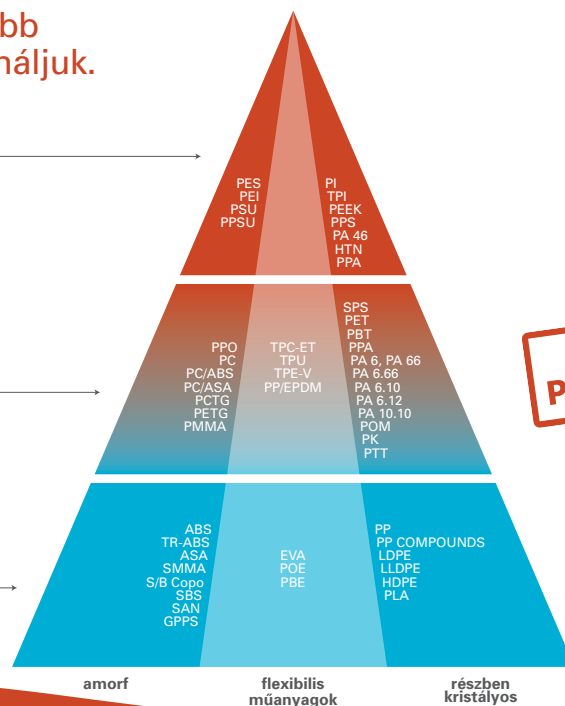 bb
náljuk.
PES
PEI
PSU
PPSU
PI
TPI
PEEK
PPS
PA 46
HTN
PPA
PPO
PC
PC/ABS
PC/ASA
PCTG
PETG
PMMA
TPC-ET
TPU
TPE-V
PP/EPDM
SPS
PET
PBT
PPA
PA 6, PA 66
PA 6.66
PA 6.10
PA 6.12
PA 10.10
POM
PK
PTT
P
ABS
TR-ABS
ASA
SMMA
S/B Copo
SBS
SAN
GPPS
EVA
POE
PBE
PP
PP COMPOUNDS
LDPE
LLDPE
HDPE
PLA
amorf
flexibilis
műanyagok
részben
kristályos